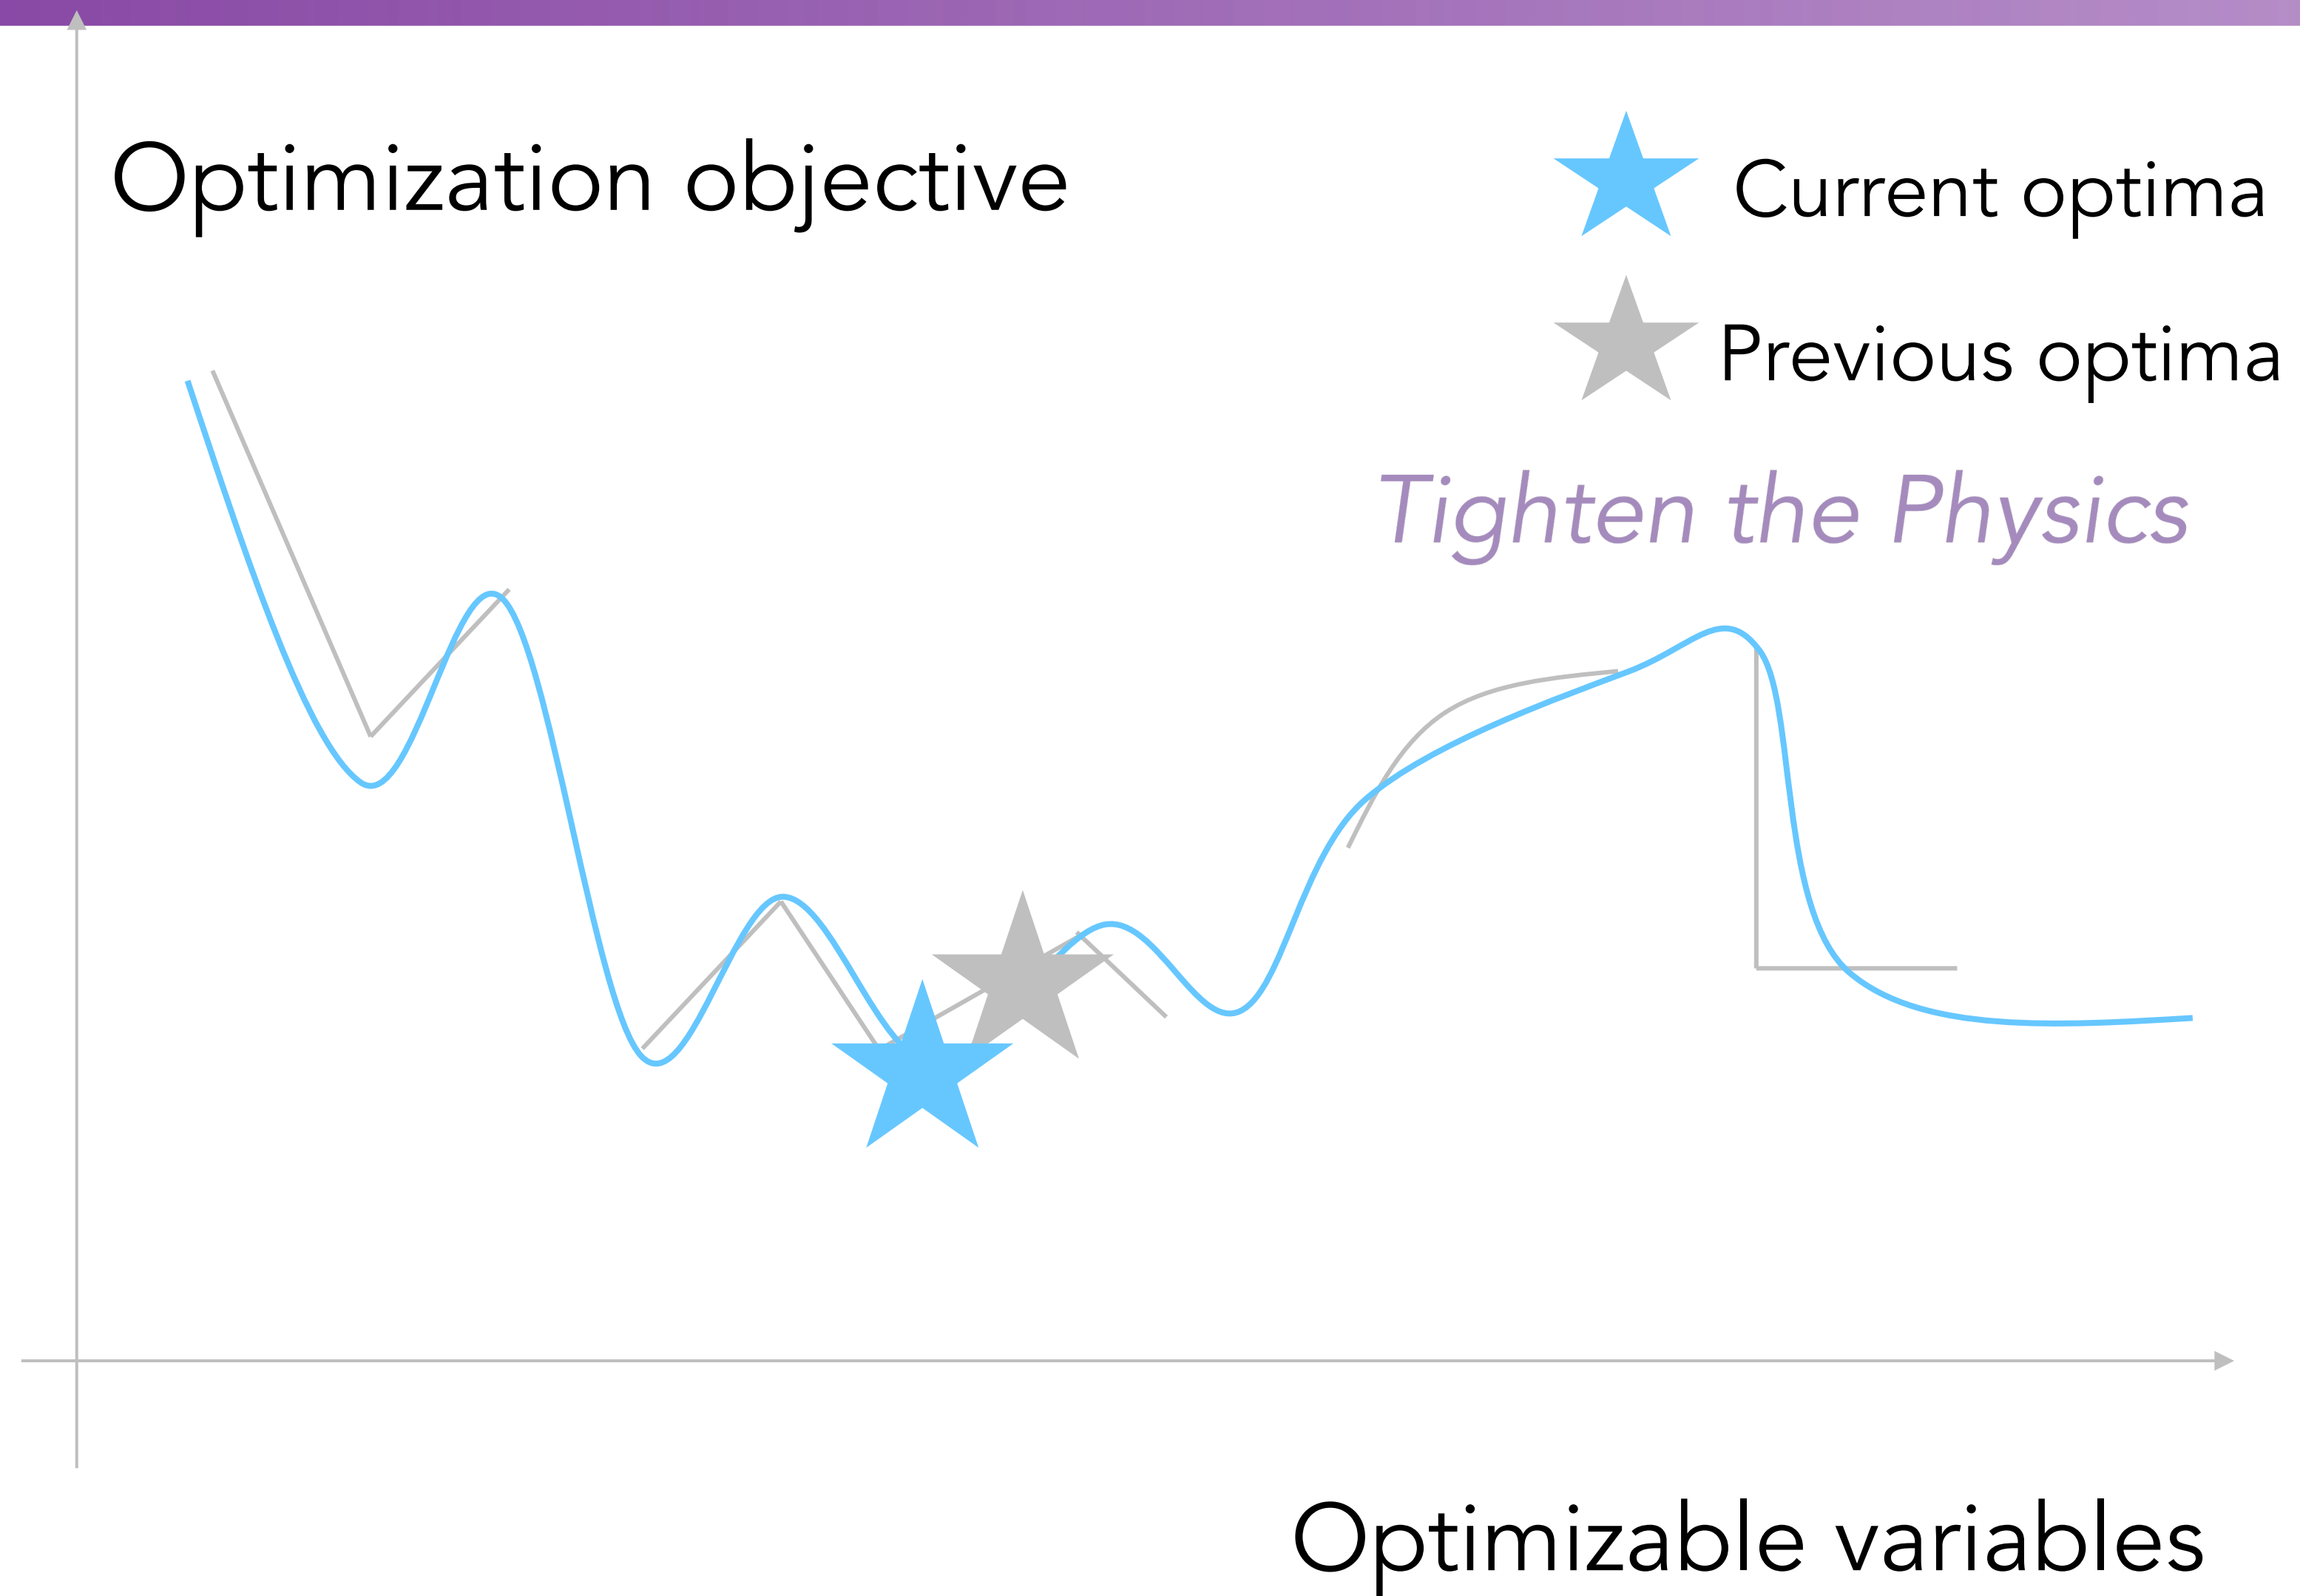 Optimization objective
Current optima
Previous optima
Tighten the Physics
Optimizable variables